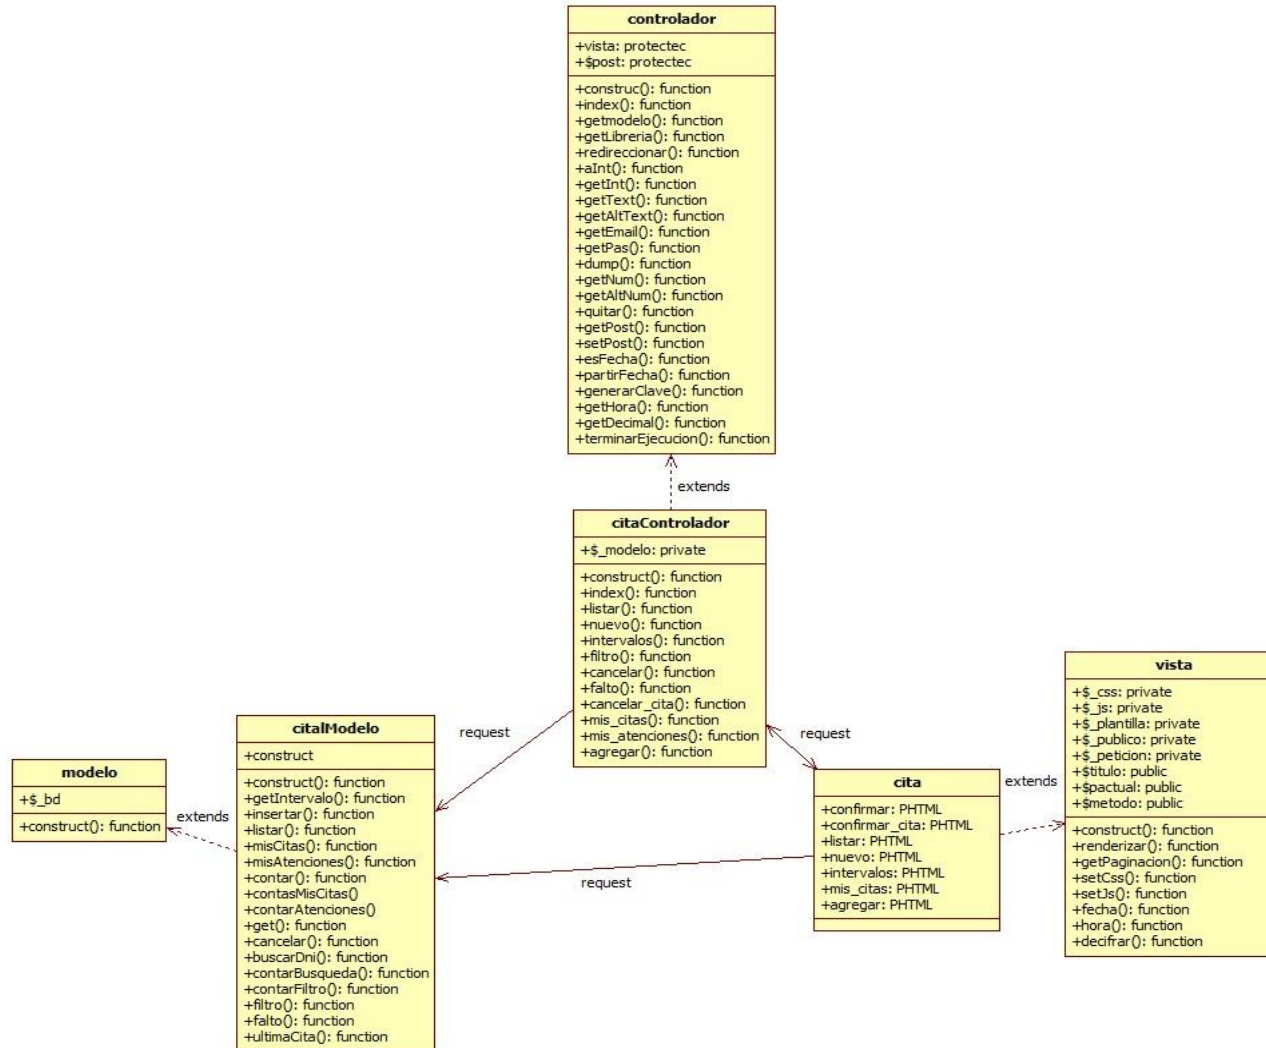 controlador
+vista: protectec
+$post: protectec
+construc(): function
+index(): function
+getmodelo(): function
+getLibreria(): function
+redireccionar(): function
+aInt(): function
+getInt(): function
+getText(): function
+getAltText(): function
+getEmail(): function
+getPas(): function
+dump(): function
+getNum(): function
+getAltNum(): function
+quitar(): function
+getPost(): function
+setPost(): function
+esFecha(): function
+partirFecha(): function
+generarClave(): function
+getHora(): function
+getDecimal(): function
+terminarEjecucion(): function
extends
citaControlador
+$_modelo: private
+construct(): function
+index(): function
+listar(): function
+nuevo(): function
+intervalos(): function
+filtro(): function
+cancelar(): function
+falto(): function
+cancelar_cita(): function
+mis_citas(): function
+mis_atenciones(): function
+agregar(): function
request
request
modelo
+$_bd
+construct(): function
extends
citalModelo
+construct
+construct(): function
+getIntervalo(): function
+insertar(): function
+listar(): function
+misCitas(): function
+misAtenciones(): function
+contar(): function
+contasMisCitas()
+contarAtenciones()
+get(): function
+cancelar(): function
+buscarDni(): function
+contarBusqueda(): function
+contarFiltro(): function
+filtro(): function
+falto(): function
+ultimaCita(): function
request
cita
+confirmar: PHTML
+confirmar_cita: PHTML
+listar: PHTML
+nuevo: PHTML
+intervalos: PHTML
+mis_citas: PHTML
+agregar: PHTML
extends
vista
+$_css: private
+$_js: private
+$_plantilla: private
+$_publico: private
+$_peticion: private
+$titulo: public
+$pactual: public
+$metodo: public
+construct(): function
+renderizar(): function
+getPaginacion(): function
+setCss(): function
+setJs(): function
+fecha(): function
+hora(): function
+decifrar(): function